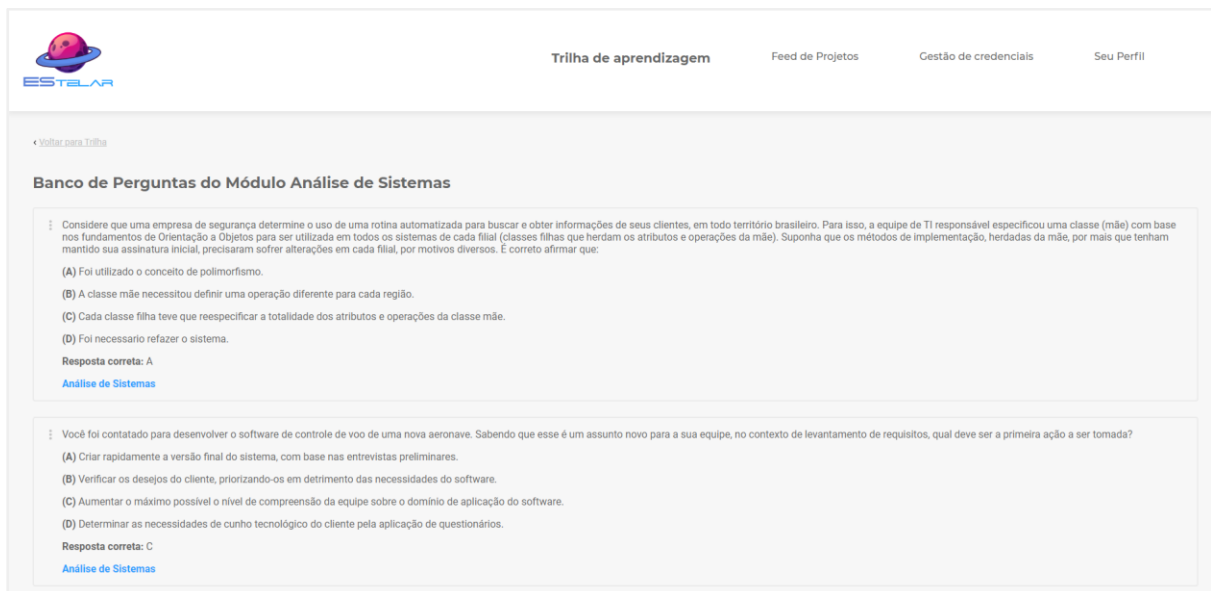 ESTELAR
Trilha de aprendizagem
Feed de Projetos
Gestão de credenciais
Seu Perfil
‹ Voltar para Trilha
Banco de Perguntas do Módulo Análise de Sistemas
Considere que uma empresa de segurança determine o uso de uma rotina automatizada para buscar e obter informações de seus clientes, em todo território brasileiro. Para isso, a equipe de TI responsável especificou uma classe (mãe) com base
nos fundamentos de Orientação a Objetos para ser utilizada em todos os sistemas de cada filial (classes filhas que herdam os atributos e operações da mãe). Suponha que os métodos de implementação, herdadas da mãe, por mais que tenham
mantido sua assinatura inicial, precisaram sofrer alterações em cada filial, por motivos diversos. É correto afirmar que:
(A) Foi utilizado o conceito de polimorfismo.
(B) A classe mãe necessitou definir uma operação diferente para cada região.
(C) Cada classe filha teve que reespecificar a totalidade dos atributos e operações da classe mãe.
(D) Foi necessario refazer o sistema.
Resposta correta: A
Análise de Sistemas
Você foi contatado para desenvolver o software de controle de voo de uma nova aeronave. Sabendo que esse é um assunto novo para a sua equipe, no contexto de levantamento de requisitos, qual deve ser a primeira ação a ser tomada?
(A) Criar rapidamente a versão final do sistema, com base nas entrevistas preliminares.
(B) Verificar os desejos do cliente, priorizando-os em detrimento das necessidades do software.
(C) Aumentar o máximo possível o nível de compreensão da equipe sobre o domínio de aplicação do software.
(D) Determinar as necessidades de cunho tecnológico do cliente pela aplicação de questionários.
Resposta correta: C
Análise de Sistemas